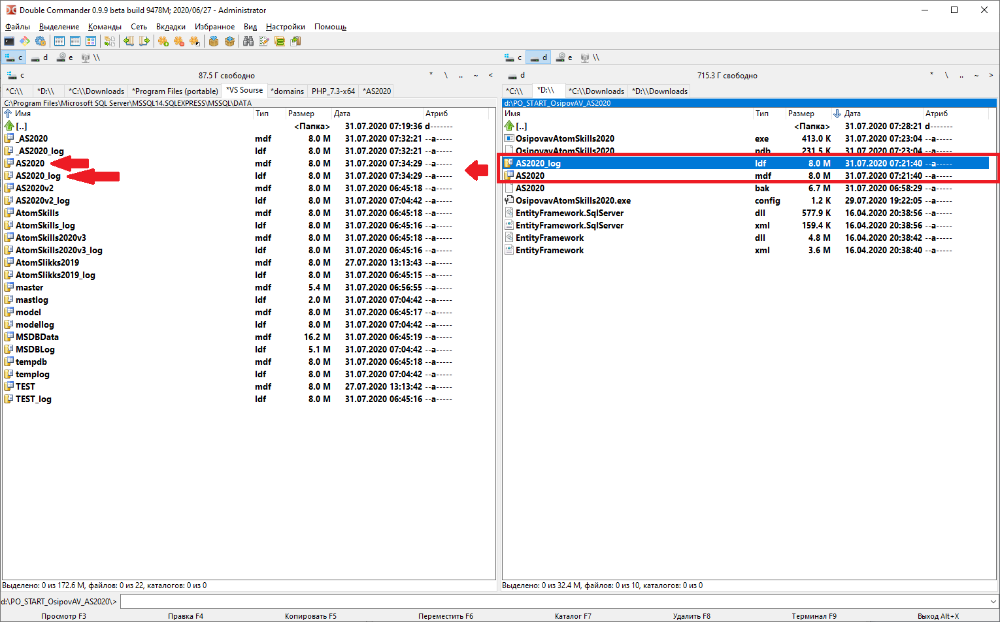 Double Commander 0.9.9 beta build 9478M; 2020/06/27 - Administrator
Файлы Выделение Команды Сеть Вкладки Избранное Вид Настройки Помощь
c d e \\
c 87.5 Г свободно * \ .. ~ <
*C:\\ *D:\\ *C:\\Downloads *Program Files (portable) *VS Sourse *domains PHP_7.3-x64 *AS2020
C:\Program Files\Microsoft SQL Server\MSSQL14.SQLEXPRESS\MSSQL\DATA
Имя Тип Размер Дата Атриб
[..] <Папка> 31.07.2020 07:19:36 d-------
_AS2020 mdf 8.0 M 31.07.2020 07:32:21 --a-----
_AS2020_log ldf 8.0 M 31.07.2020 07:32:21 --a-----
AS2020 mdf 8.0 M 31.07.2020 07:34:29 --a-----
AS2020_log ldf 8.0 M 31.07.2020 07:34:29 --a-----
AS2020v2 mdf 8.0 M 31.07.2020 06:45:18 --a-----
AS2020v2_log ldf 8.0 M 31.07.2020 07:04:42 --a-----
AtomSkills mdf 8.0 M 31.07.2020 06:45:18 --a-----
AtomSkills_log ldf 8.0 M 31.07.2020 06:45:16 --a-----
AtomSkills2020v3 mdf 8.0 M 31.07.2020 06:45:18 --a-----
AtomSkills2020v3_log ldf 8.0 M 31.07.2020 06:45:16 --a-----
AtomSlikks2019 mdf 8.0 M 27.07.2020 13:13:43 --a-----
AtomSlikks2019_log ldf 8.0 M 31.07.2020 06:45:15 --a-----
master mdf 5.4 M 31.07.2020 06:56:55 --a-----
mastlog ldf 2.0 M 31.07.2020 07:04:42 --a-----
model mdf 8.0 M 31.07.2020 06:45:17 --a-----
modellog ldf 8.0 M 31.07.2020 07:04:42 --a-----
MSDBData mdf 16.2 M 31.07.2020 06:45:19 --a-----
MSDBLog ldf 5.1 M 31.07.2020 07:04:42 --a-----
tempdb mdf 8.0 M 31.07.2020 06:45:18 --a-----
templog ldf 8.0 M 31.07.2020 07:04:42 --a-----
TEST mdf 8.0 M 27.07.2020 13:13:42 --a-----
TEST_log ldf 8.0 M 31.07.2020 06:45:16 --a-----
Выделено: 0 из 172.6 M, файлов: 0 из 22, каталогов: 0 из 0
c d e \\
d 715.3 Г свободно * \ .. ~ >
*C:\\ *D:\\ *C:\\Downloads *D:\\Downloads
d:\PO_START_OsipovAV_AS2020
Имя Тип Размер Дата Атриб
[..] <Папка> 31.07.2020 07:28:21 d-------
OsipovavAtomSkills2020 exe 413.0 K 31.07.2020 07:23:04 --a-----
OsipovavAtomSkills2020 pdb 231.5 K 31.07.2020 07:23:04 --a-----
AS2020_log ldf 8.0 M 31.07.2020 07:21:40 --a-----
AS2020 mdf 8.0 M 31.07.2020 07:21:40 --a-----
AS2020 bak 6.7 M 31.07.2020 06:58:29 --a-----
OsipovavAtomSkills2020.exe config 1.2 K 29.07.2020 19:22:05 --a-----
EntityFramework.SqlServer dll 577.9 K 16.04.2020 20:38:56 --a-----
EntityFramework.SqlServer xml 159.4 K 16.04.2020 20:38:56 --a-----
EntityFramework dll 4.8 M 16.04.2020 20:38:42 --a-----
EntityFramework xml 3.6 M 16.04.2020 20:38:40 --a-----
Выделено: 0 из 32.4 M, файлов: 0 из 10, каталогов: 0 из 0
d:\PO_START_OsipovAV_AS2020\>
Просмотр F3 Правка F4 Копировать F5 Переместить F6 Каталог F7 Удалить F8 Терминал F9 Выход Alt+X